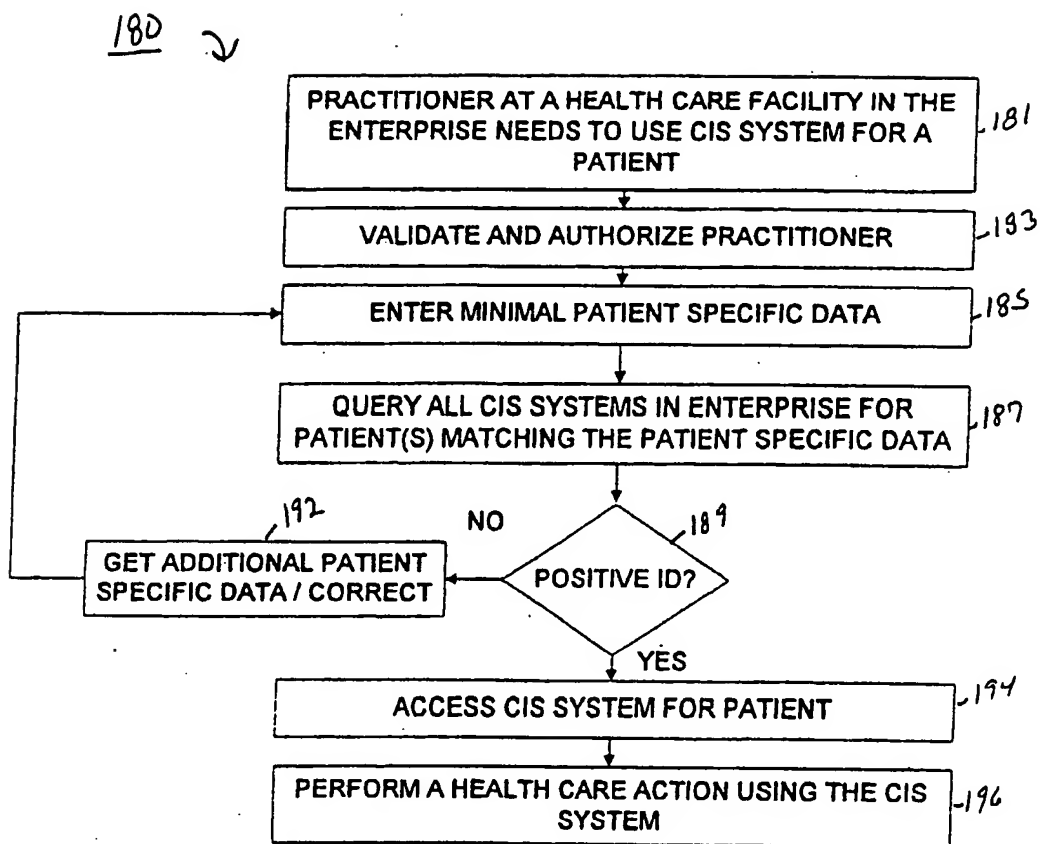 180
PRACTITIONER AT A HEALTH CARE FACILITY IN THE
ENTERPRISE NEEDS TO USE CIS SYSTEM FOR A
PATIENT
181
VALIDATE AND AUTHORIZE PRACTITIONER
183
ENTER MINIMAL PATIENT SPECIFIC DATA
185
QUERY ALL CIS SYSTEMS IN ENTERPRISE FOR
PATIENT(S) MATCHING THE PATIENT SPECIFIC DATA
187
192
NO
189
GET ADDITIONAL PATIENT
SPECIFIC DATA / CORRECT
POSITIVE ID?
YES
ACCESS CIS SYSTEM FOR PATIENT
194
PERFORM A HEALTH CARE ACTION USING THE CIS
SYSTEM
196